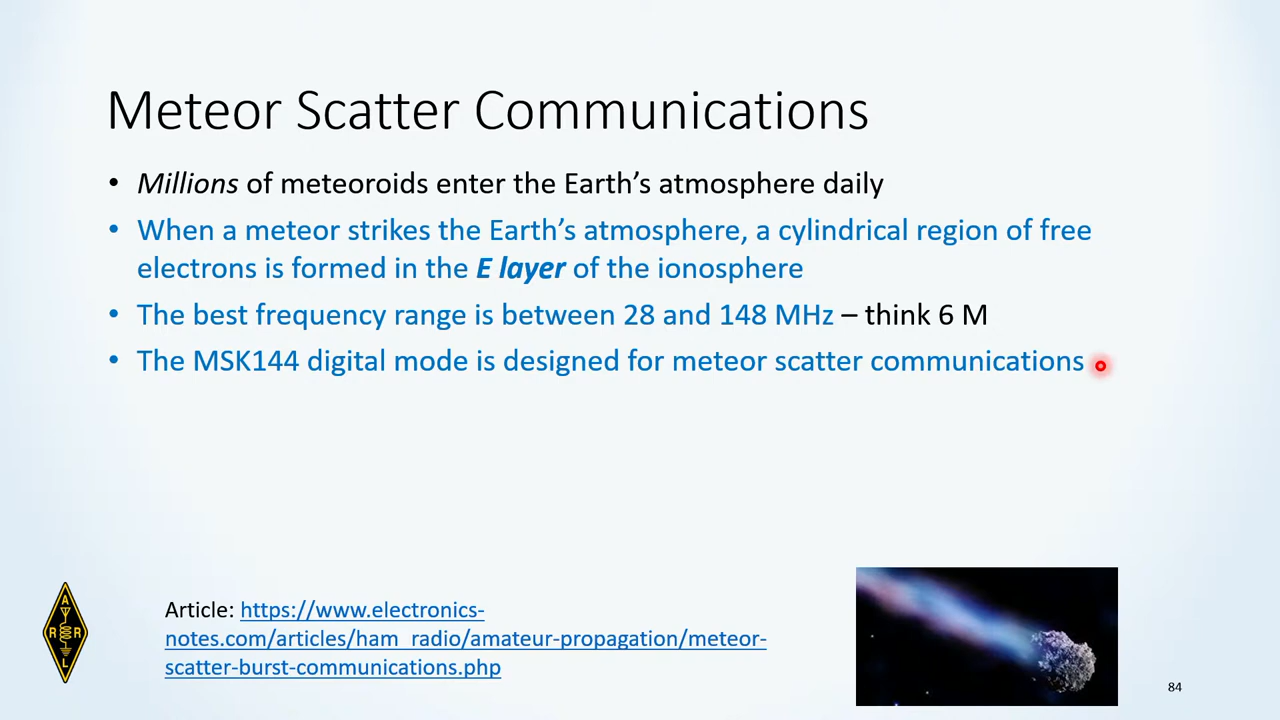 Meteor Scatter Communications
• Millions of meteoroids enter the Earth’s atmosphere daily
• When a meteor strikes the Earth’s atmosphere, a cylindrical region of free
electrons is formed in the E layer of the ionosphere
• The best frequency range is between 28 and 148 MHz – think 6 M
• The MSK144 digital mode is designed for meteor scatter communications
A
R R
L
Article: https://www.electronics-
notes.com/articles/ham_radio/amateur-propagation/meteor-
scatter-burst-communications.php
84